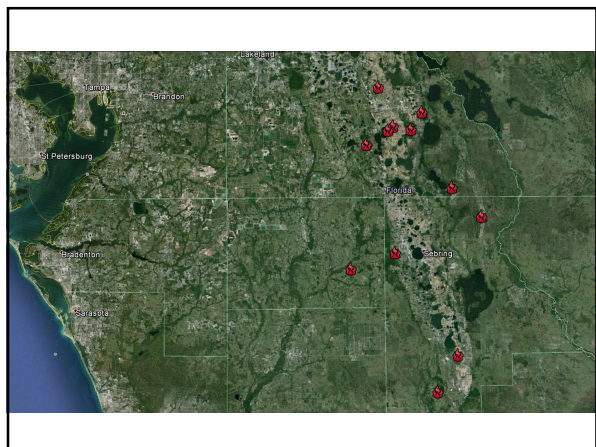 Lakeland
Tampa
Brandon
St Petersburg
Florida
Bradenton
Sebring
Sarasota